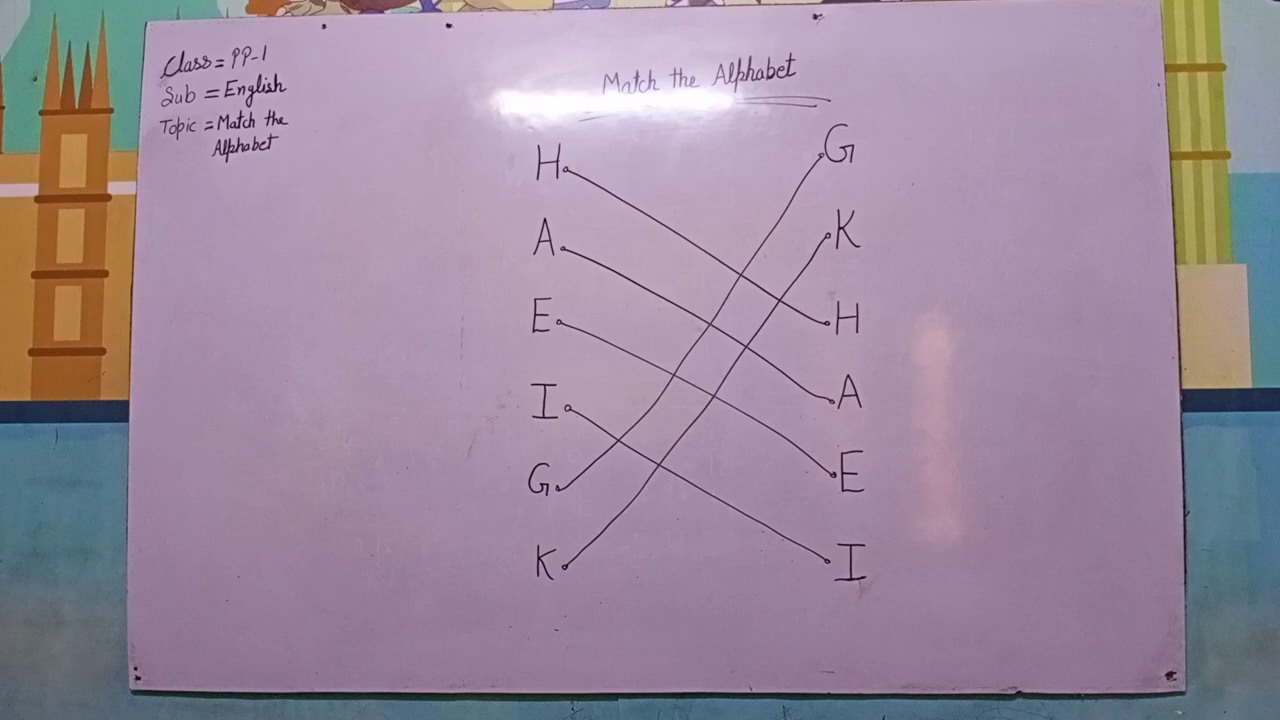 Class = PP-1
Sub = English
Topic = Match the
Alphabet
Match the Alphabet
H G
A K
E H
I A
G E
K I